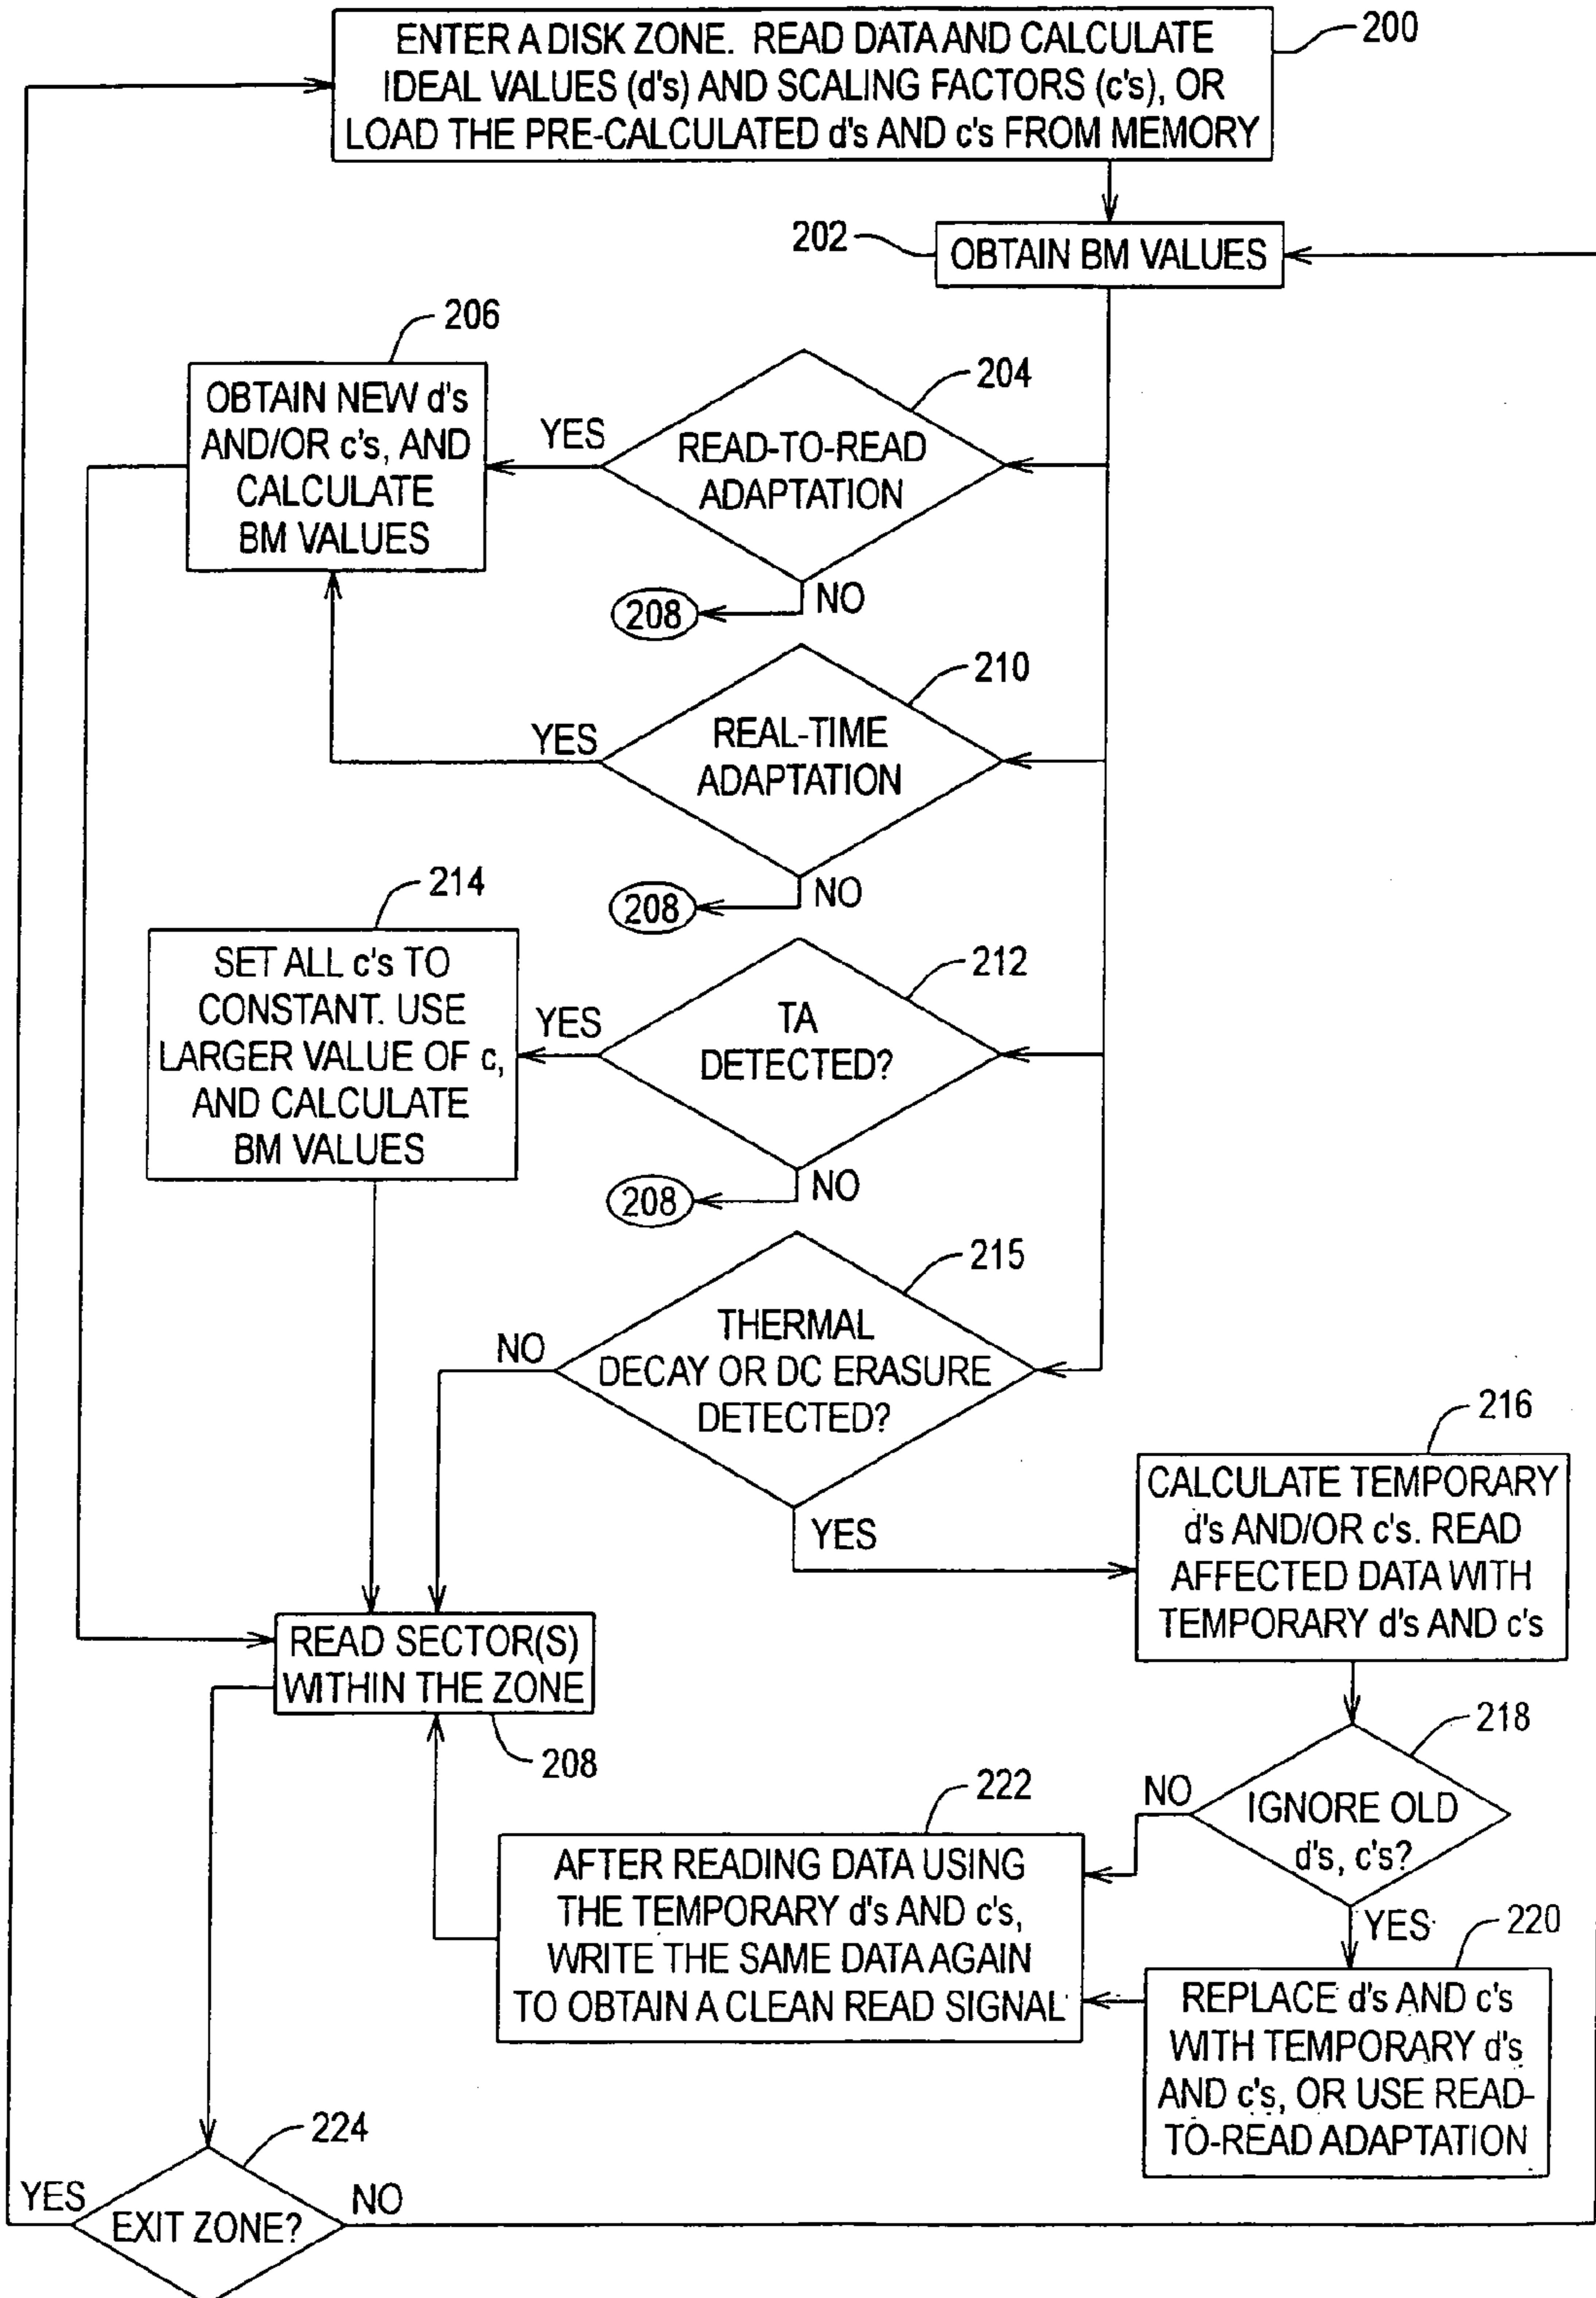 ENTER A DISK ZONE. READ DATA AND CALCULATE
IDEAL VALUES (d's) AND SCALING FACTORS (c's), OR
LOAD THE PRE-CALCULATED d's AND c's FROM MEMORY
200
202
OBTAIN BM VALUES
206
OBTAIN NEW d's
AND/OR c's, AND
CALCULATE
BM VALUES
YES
204
READ-TO-READ
ADAPTATION
NO
208
210
REAL-TIME
ADAPTATION
YES
NO
208
214
SET ALL c's TO
CONSTANT. USE
LARGER VALUE OF c,
AND CALCULATE
BM VALUES
YES
212
TA
DETECTED?
NO
208
215
THERMAL
DECAY OR DC ERASURE
DETECTED?
NO
YES
216
CALCULATE TEMPORARY
d's AND/OR c's. READ
AFFECTED DATA WITH
TEMPORARY d's AND c's
READ SECTOR(S)
WITHIN THE ZONE
208
218
IGNORE OLD
d's, c's?
NO
YES
222
AFTER READING DATA USING
THE TEMPORARY d's AND c's,
WRITE THE SAME DATA AGAIN
TO OBTAIN A CLEAN READ SIGNAL
220
REPLACE d's AND c's
WITH TEMPORARY d's
AND c's, OR USE READ-
TO-READ ADAPTATION
224
EXIT ZONE?
YES
NO